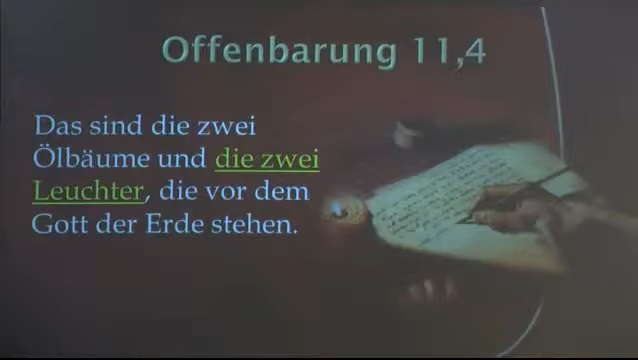 Offenbarung 11,4
Das sind die zwei
Ölbäume und die zwei
Leuchter, die vor dem
Gott der Erde stehen.